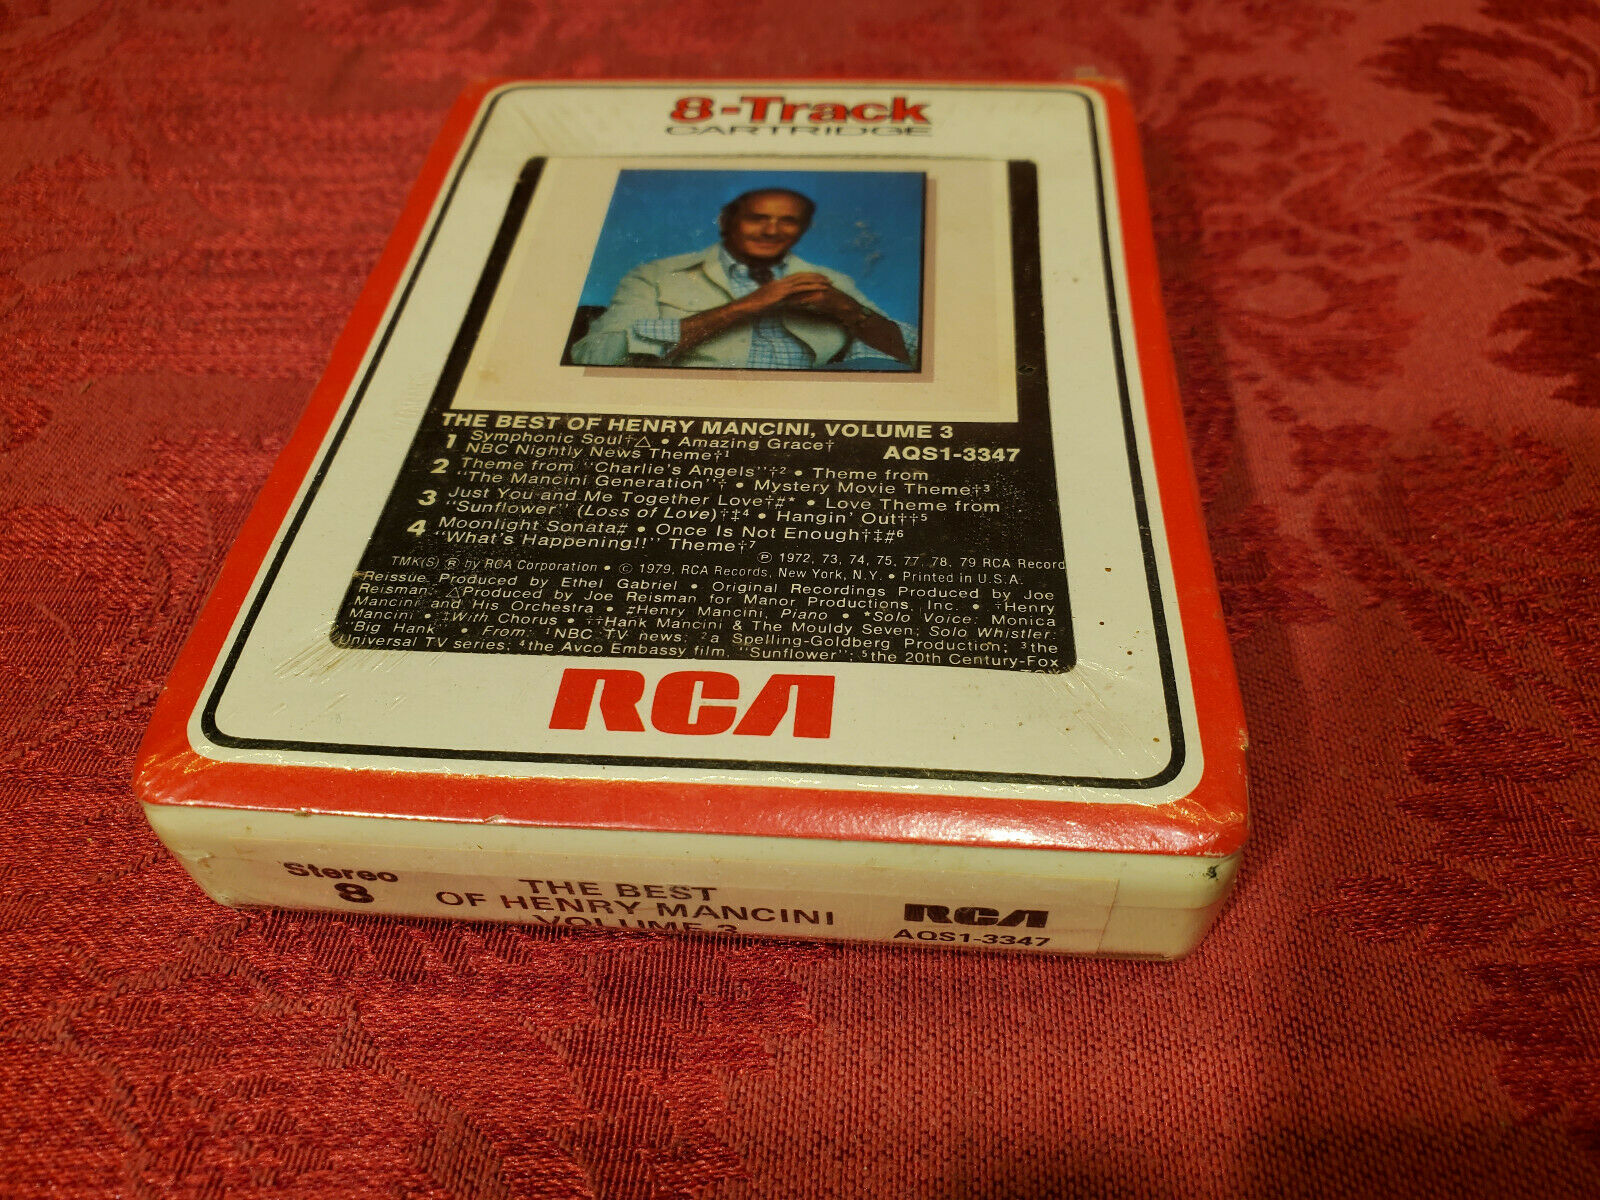 8-Track
CARTRIDGE
THE BEST OF HENRY MANCINI, VOLUME 3
AQS1-3347
1 Symphonic Soul†△ • Amazing Grace†
NBC Nightly News Theme†¹
2 Theme from "Charlie's Angels"†² • Theme from
"The Mancini Generation"† • Mystery Movie Theme†³
3 Just You and Me Together Love†#* • Love Theme from
"Sunflower" (Loss of Love)†‡⁴ • Hangin' Out††⁵
4 Moonlight Sonata# • Once Is Not Enough†‡#⁶
"What's Happening!!" Theme†⁷
℗ 1972, 73, 74, 75, 77, 78, 79 RCA Record
TMK(S) ® by RCA Corporation • © 1979, RCA Records, New York, N.Y. • Printed in U.S.A.
Reissue Produced by Ethel Gabriel • Original Recordings Produced by Joe
Reisman; △Produced by Joe Reisman for Manor Productions, Inc. • †Henry
Mancini and His Orchestra • #Henry Mancini, Piano • *Solo Voice: Monica
Mancini • ‡With Chorus • ††Hank Mancini & The Mouldy Seven; Solo Whistler:
"Big Hank" • From: ¹NBC TV news; ²a Spelling-Goldberg Production; ³the
Universal TV series; ⁴the Avco Embassy film, "Sunflower"; ⁵the 20th Century-Fox
RCA
Stereo
8
THE BEST
OF HENRY MANCINI
VOLUME 3
RCA
AQS1-3347